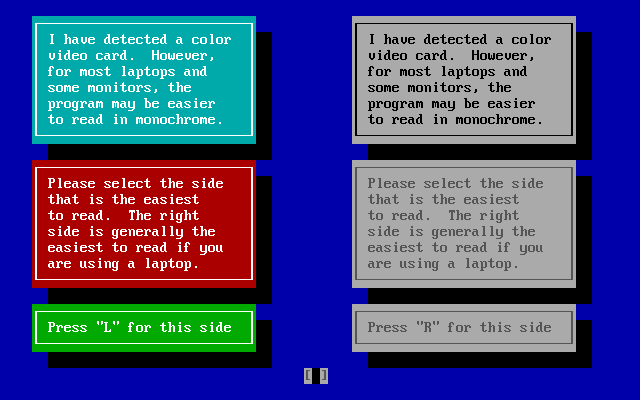 I have detected a color
video card.  However,
for most laptops and
some monitors, the
program may be easier
to read in monochrome.
Please select the side
that is the easiest
to read.  The right
side is generally the
easiest to read if you
are using a laptop.
Press "L" for this side
I have detected a color
video card.  However,
for most laptops and
some monitors, the
program may be easier
to read in monochrome.
Please select the side
that is the easiest
to read.  The right
side is generally the
easiest to read if you
are using a laptop.
Press "R" for this side
[ ]